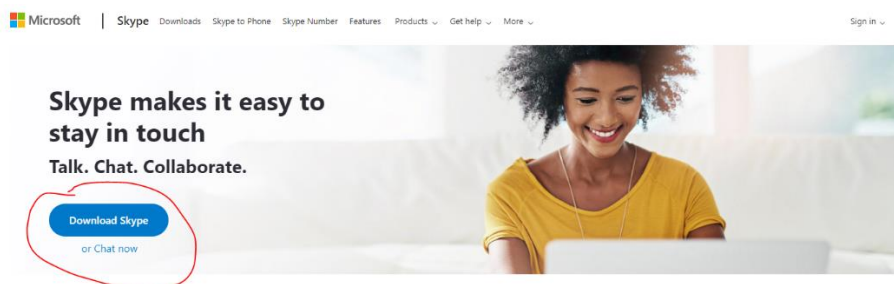 Microsoft Skype Downloads Skype to Phone Skype Number Features Products Get help More Sign in
Skype makes it easy to
stay in touch
Talk. Chat. Collaborate.
Download Skype
or Chat now